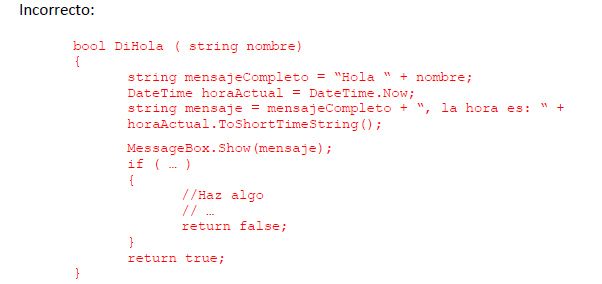 Incorrecto:
bool DiHola ( string nombre)
{
string mensajeCompleto = “Hola “ + nombre;
DateTime horaActual = DateTime.Now;
string mensaje = mensajeCompleto + “, la hora es: “ +
horaActual.ToShortTimeString();
MessageBox.Show(mensaje);
if ( … )
{
//Haz algo
// …
return false;
}
return true;
}